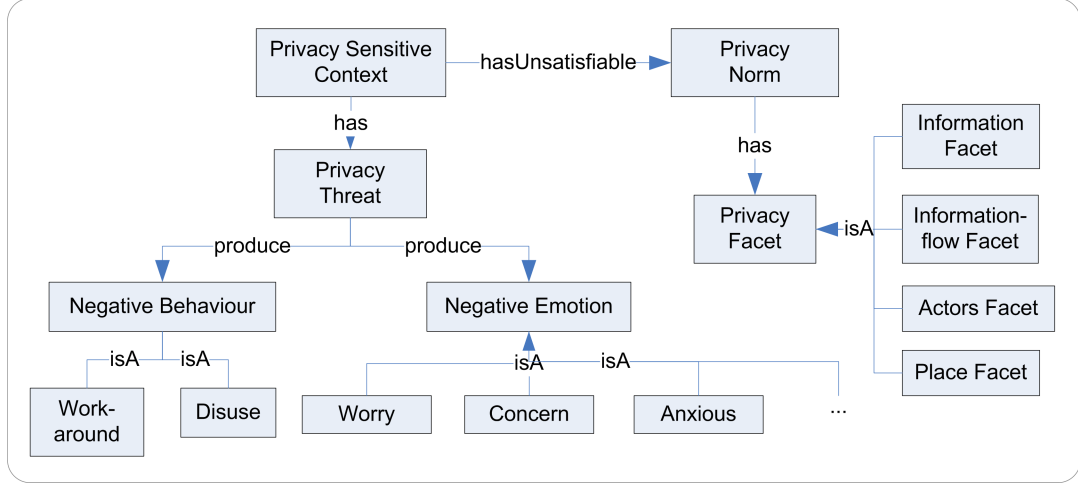 Privacy Sensitive
Context
hasUnsatisfiable
Privacy
Norm
has
has
Information
Facet
Privacy
Threat
Privacy
Facet
isA
Information-
flow Facet
produce
produce
Negative Behaviour
Negative Emotion
Actors Facet
isA
isA
isA
isA
Place Facet
Work-
around
Disuse
Worry
Concern
Anxious
...